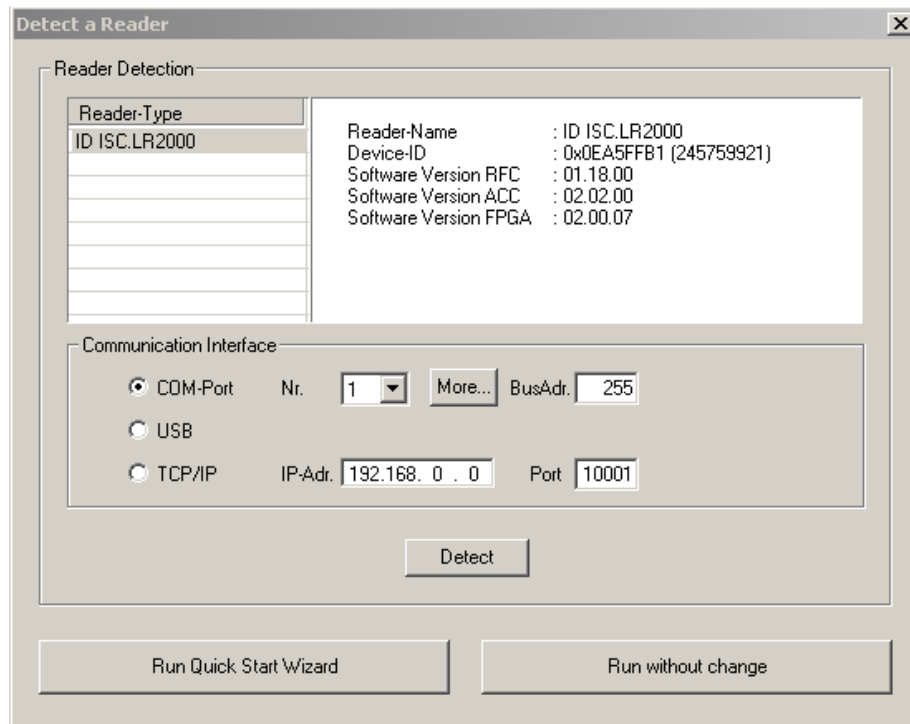 Detect a Reader
Reader Detection
Reader-Type
ID ISC.LR2000
Reader-Name : ID ISC.LR2000
Device-ID : 0x0EA5FFB1 (245759921)
Software Version RFC : 01.18.00
Software Version ACC : 02.02.00
Software Version FPGA : 02.00.07
Communication Interface
COM-Port Nr. 1 More... BusAdr. 255
USB
TCP/IP IP-Adr. 192.168. 0 . 0 Port 10001
Detect
Run Quick Start Wizard Run without change